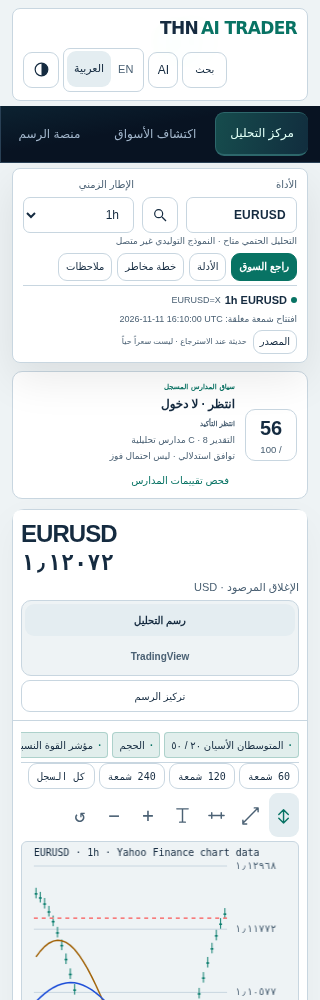 THN AI TRADER
بحث
AI
EN
العربية
مركز التحليل
اكتشاف الأسواق
منصة الرسم
الأداة
الإطار الزمني
EURUSD
1h
التحليل الحتمي متاح · النموذج التوليدي غير متصل
راجع السوق
الأدلة
خطة مخاطر
ملاحظات
1h EURUSD EURUSD=X
افتتاح شمعة مغلقة: 2026-11-11 16:10:00 UTC
المصدر
حديثة عند الاسترجاع · ليست سعراً حياً
سياق المدارس المسجل
انتظر · لا دخول
انتظر التأكيد
التقدير C · 8 مدارس تحليلية
توافق استدلالي · ليس احتمال فوز
56
100 /
فحص تقييمات المدارس
EURUSD
١٫١٢٠٧٢
الإغلاق المرصود · USD
رسم التحليل
TradingView
تركيز الرسم
· المتوسطان الأسيان ٢٠ / ٥٠
· الحجم
· مؤشر القوة النسب
60 شمعة
120 شمعة
240 شمعة
كل السجل
EURUSD · 1h · Yahoo Finance chart data
١٫١٢٩٦٨
١٫١١٧٧٢
١٫١٠٥٧٧